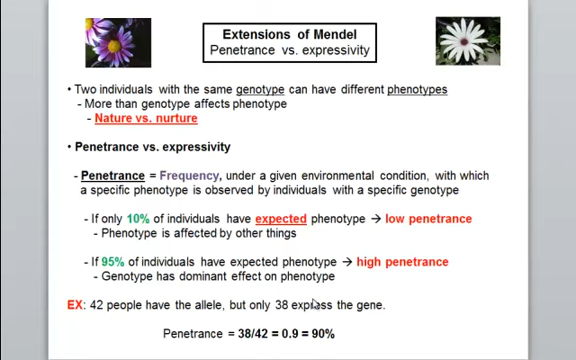 Extensions of Mendel
Penetrance vs. expressivity
• Two individuals with the same genotype can have different phenotypes
- More than genotype affects phenotype
- Nature vs. nurture
• Penetrance vs. expressivity
- Penetrance = Frequency, under a given environmental condition, with which
a specific phenotype is observed by individuals with a specific genotype
- If only 10% of individuals have expected phenotype → low penetrance
- Phenotype is affected by other things
- If 95% of individuals have expected phenotype → high penetrance
- Genotype has dominant effect on phenotype
EX: 42 people have the allele, but only 38 express the gene.
Penetrance = 38/42 = 0.9 = 90%